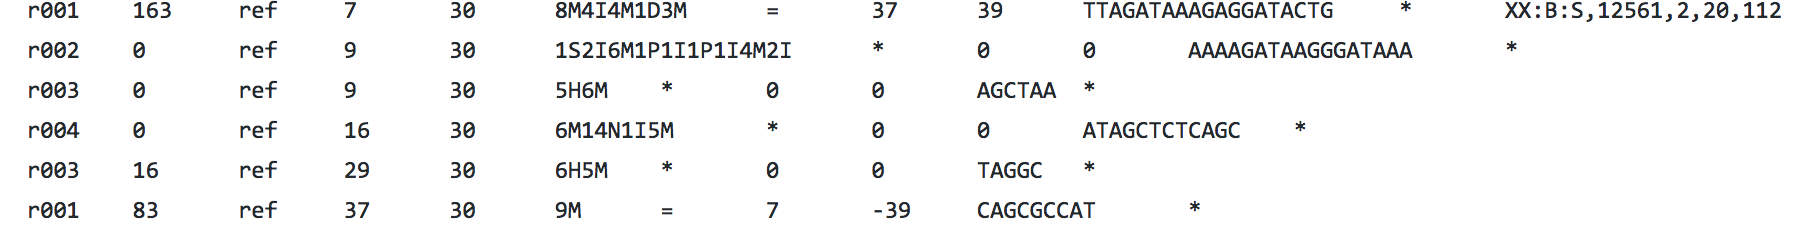 r001 163 ref 7 30 8M4I4M1D3M = 37 39 TTAGATAAAGAGGATACTG * XX:B:S,12561,2,20,112
r002 0 ref 9 30 1S2I6M1P1I1P1I4M2I * 0 0 AAAAGATAAGGGATAAA *
r003 0 ref 9 30 5H6M * 0 0 AGCTAA *
r004 0 ref 16 30 6M14N1I5M * 0 0 ATAGCTCTCAGC *
r003 16 ref 29 30 6H5M * 0 0 TAGGC *
r001 83 ref 37 30 9M = 7 -39 CAGCGCCAT *